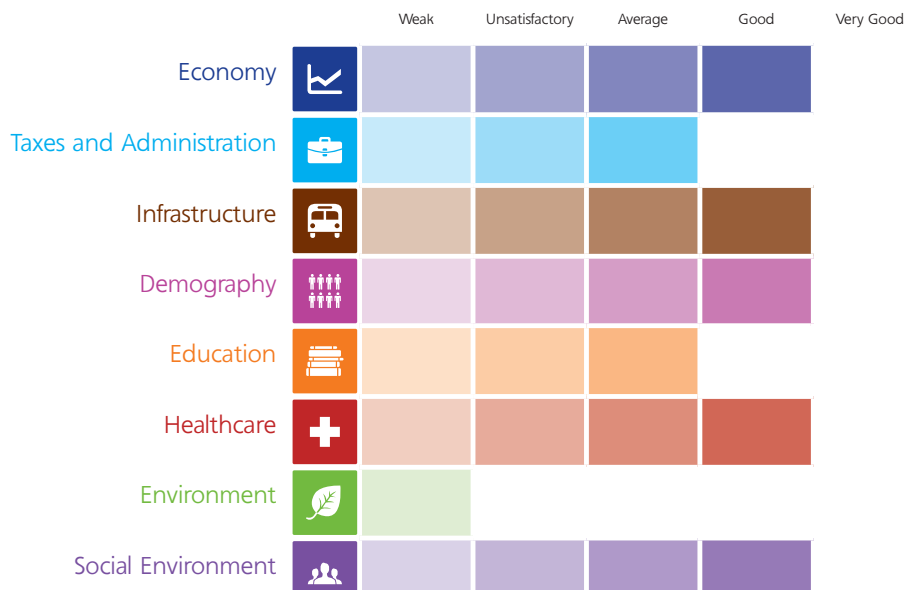 Weak Unsatisfactory Average Good Very Good
Economy
Taxes and Administration
Infrastructure
Demography
Education
Healthcare
Environment
Social Environment